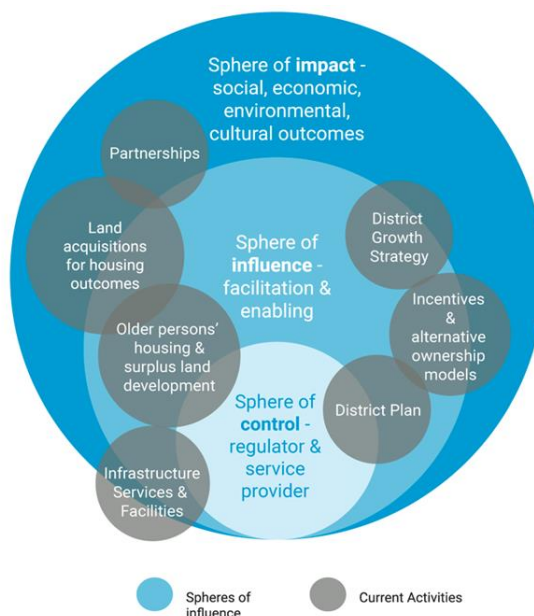 Sphere of impact -
social, economic,
environmental,
cultural outcomes
Partnerships
Land
acquisitions
for housing
outcomes
District
Growth
Strategy
Sphere of
influence -
facilitation &
enabling
Incentives
&
alternative
ownership
models
Older persons'
housing &
surplus land
development
District Plan
Sphere of
control -
regulator &
service
provider
Infrastructure
Services &
Facilities
Spheres of
influence
Current Activities